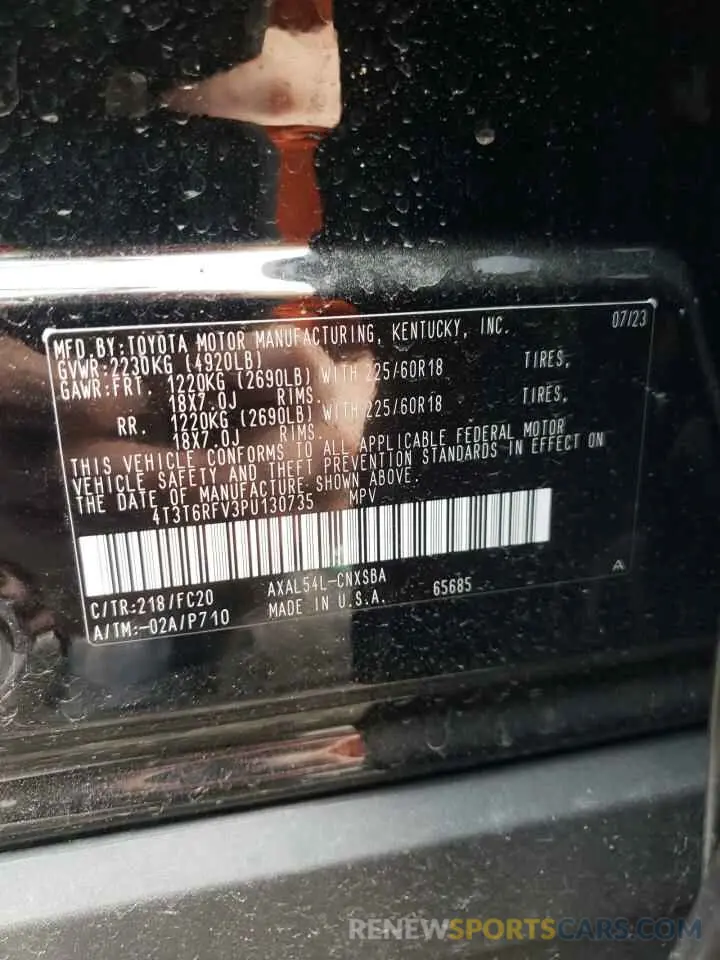 MFD.BY:TOYOTA MOTOR MANUFACTURING, KENTUCKY, INC. 07/23
GVWR:2230KG (4920LB)
GAWR:FRT. 1220KG (2690LB) WITH 225/60R18 TIRES,
18X7.0J RIMS.
RR. 1220KG (2690LB) WITH 225/60R18 TIRES,
18X7.0J RIMS.
THIS VEHICLE CONFORMS TO ALL APPLICABLE FEDERAL MOTOR
VEHICLE SAFETY AND THEFT PREVENTION STANDARDS IN EFFECT ON
THE DATE OF MANUFACTURE SHOWN ABOVE.
4T3T6RFV3PU130735 MPV
C/TR:218/FC20 AXAL54L-CNXSBA A
A/TM:-02A/P710 MADE IN U.S.A. 65685
RENEWSPORTSCARS.COM